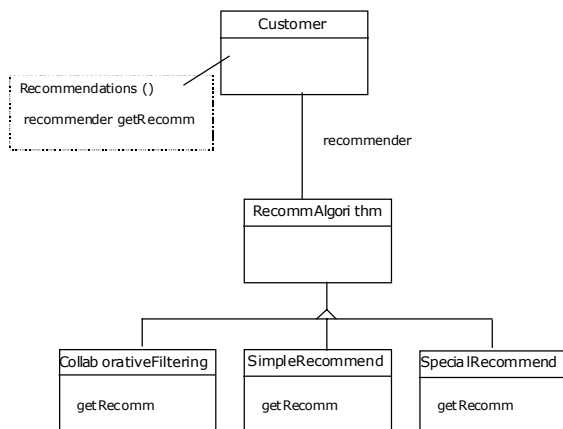 Customer
Recommendations ()
recommender getRecomm
recommender
RecommAlgorithm
CollaborativeFiltering
SimpleRecommend
SpecialRecommend
getRecomm
getRecomm
getRecomm